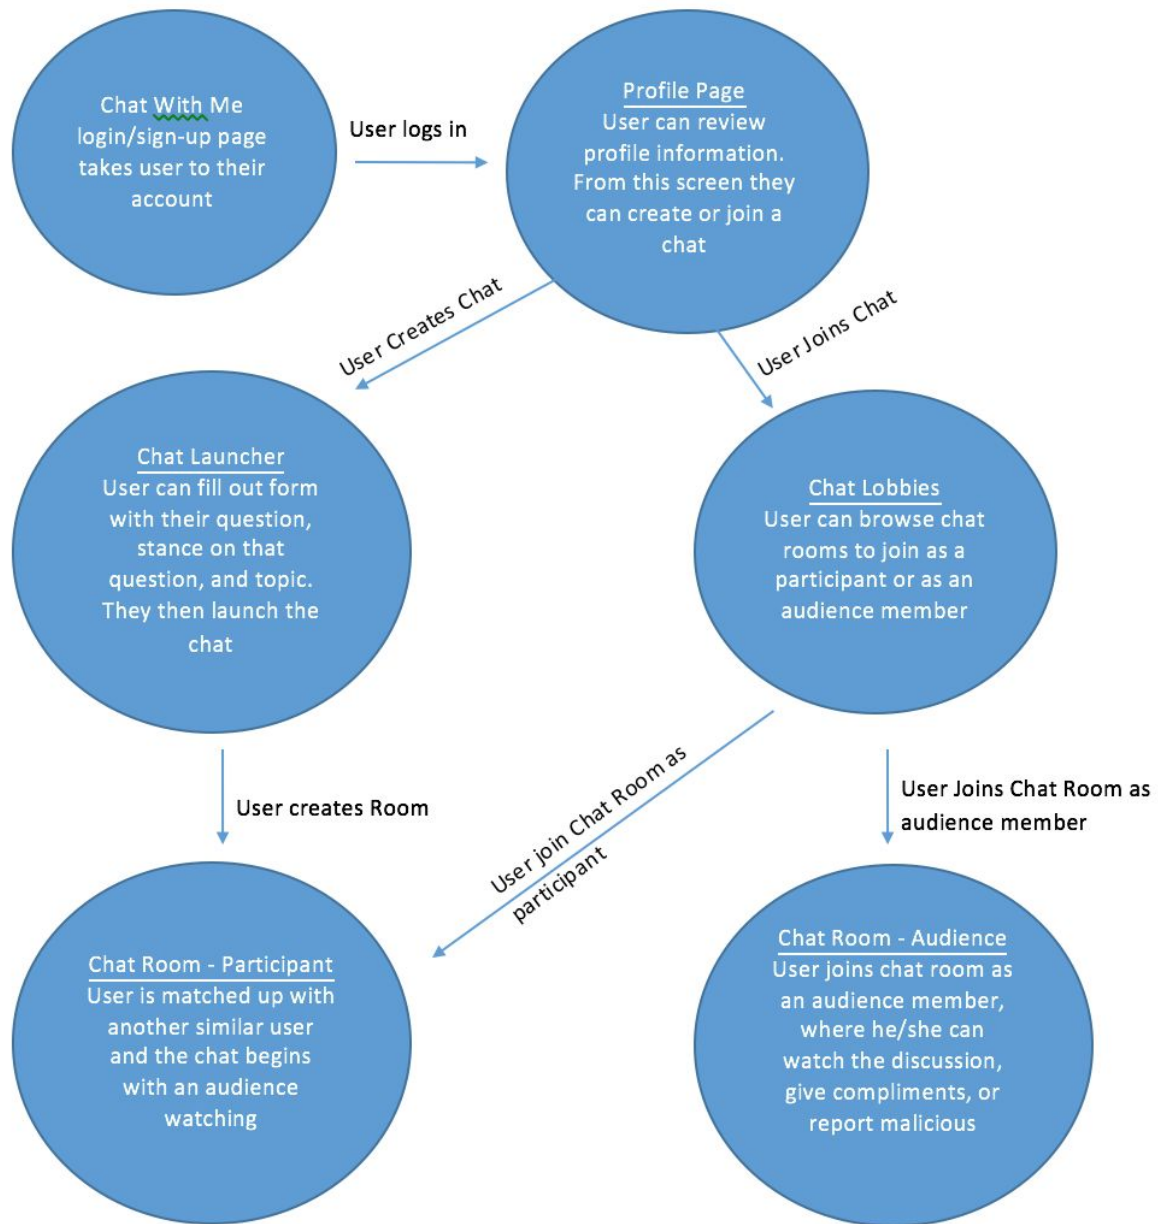 Chat With Me
login/sign-up page
takes user to their
account
User logs in
Profile Page
User can review
profile information.
From this screen they
can create or join a
chat
User Creates Chat
User Joins Chat
Chat Launcher
User can fill out form
with their question,
stance on that
question, and topic.
They then launch the
chat
Chat Lobbies
User can browse chat
rooms to join as a
participant or as an
audience member
User creates Room
User join Chat Room as
participant
User Joins Chat Room as
audience member
Chat Room - Participant
User is matched up with
another similar user
and the chat begins
with an audience
watching
Chat Room - Audience
User joins chat room as
an audience member,
where he/she can
watch the discussion,
give compliments, or
report malicious